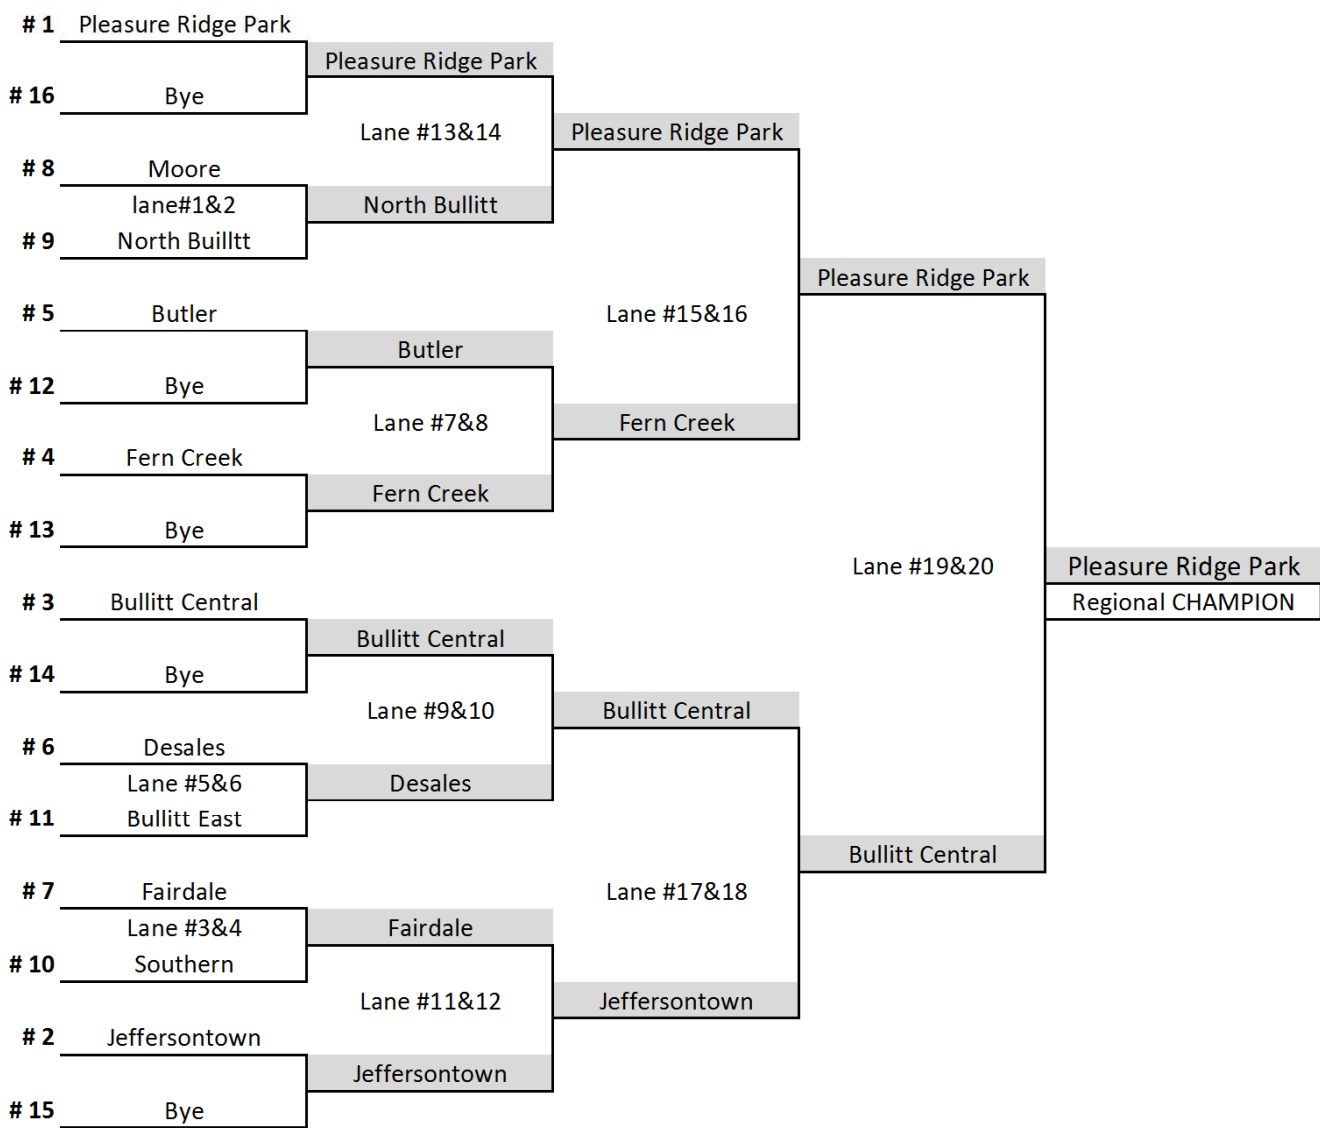 # 1 Pleasure Ridge Park
Pleasure Ridge Park
# 16 Bye
Lane #13&14
Pleasure Ridge Park
# 8 Moore
lane#1&2
North Bullitt
# 9 North Builltt
Pleasure Ridge Park
# 5 Butler
Lane #15&16
Butler
# 12 Bye
Lane #7&8
Fern Creek
# 4 Fern Creek
Fern Creek
# 13 Bye
Lane #19&20
Pleasure Ridge Park
Regional CHAMPION
# 3 Bullitt Central
Bullitt Central
# 14 Bye
Lane #9&10
Bullitt Central
# 6 Desales
Lane #5&6
Desales
# 11 Bullitt East
Bullitt Central
# 7 Fairdale
Lane #17&18
Lane #3&4
Fairdale
# 10 Southern
Lane #11&12
Jeffersontown
# 2 Jeffersontown
Jeffersontown
# 15 Bye